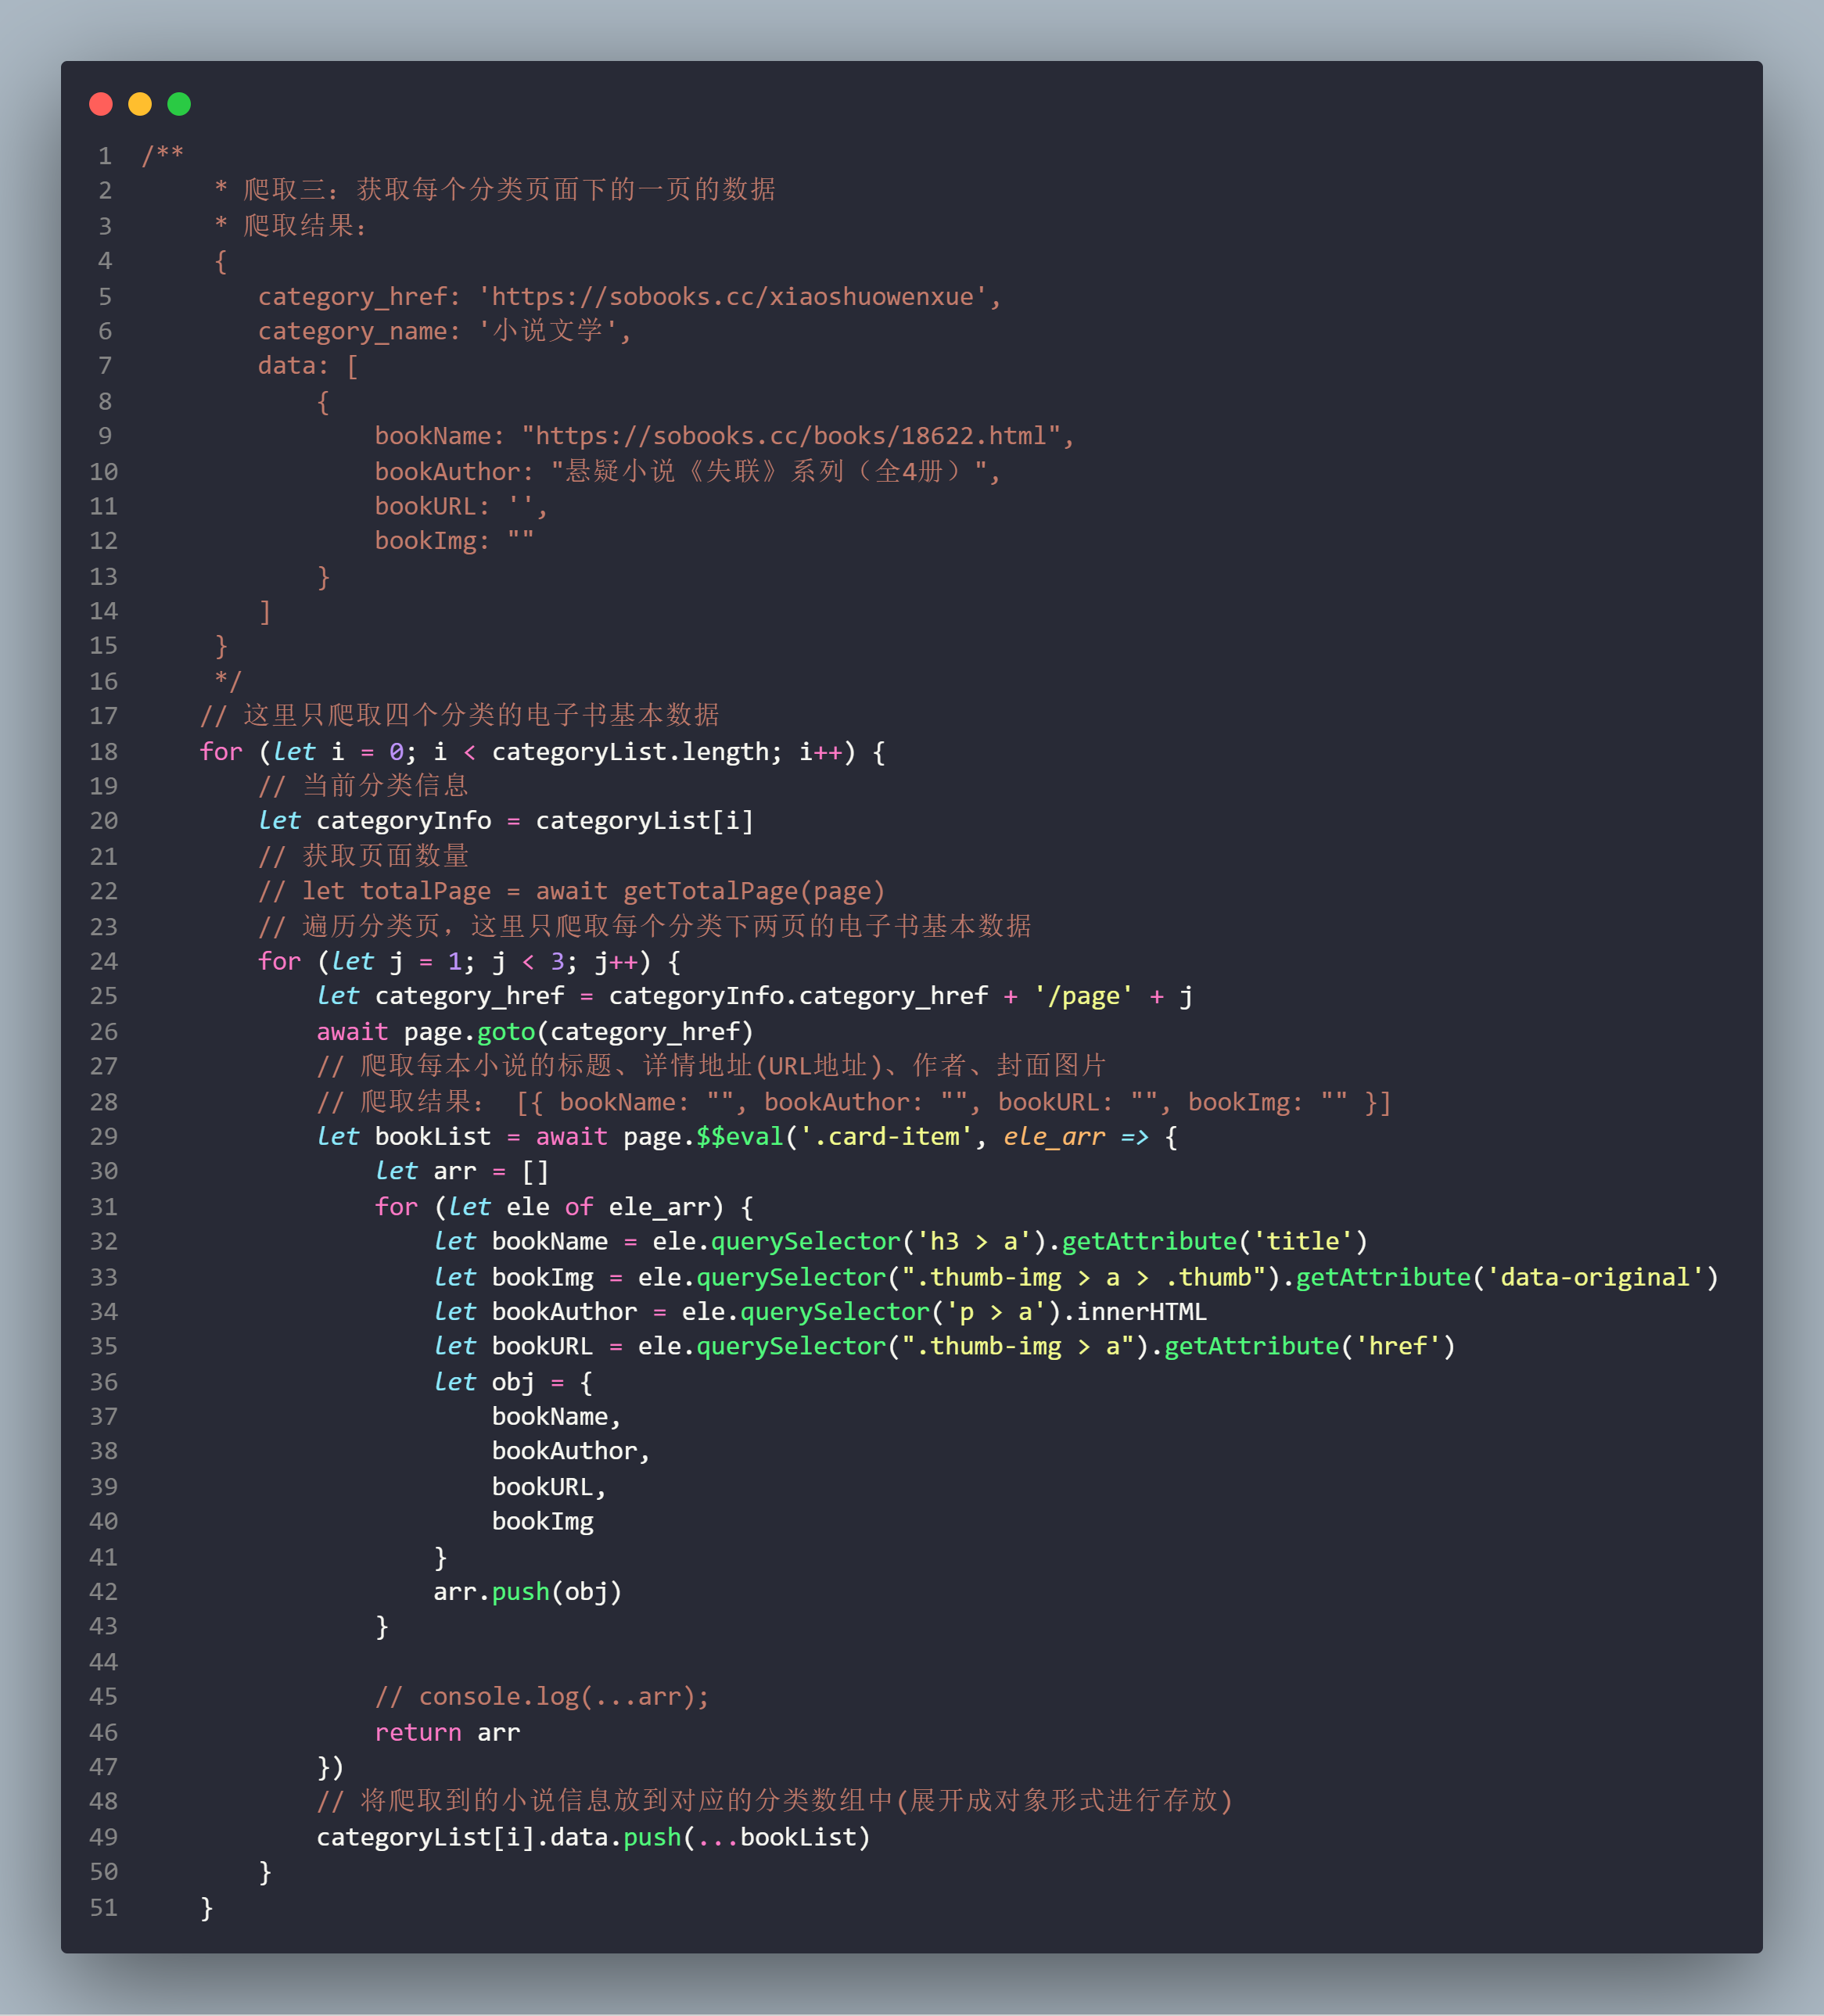 1 /**
2      * 爬取三：获取每个分类页面下的一页的数据
3      * 爬取结果：
4      {
5         category_href: 'https://sobooks.cc/xiaoshuowenxue',
6         category_name: '小说文学',
7         data: [
8             {
9                 bookName: "https://sobooks.cc/books/18622.html",
10                 bookAuthor: "悬疑小说《失联》系列（全4册）",
11                 bookURL: '',
12                 bookImg: ""
13             }
14         ]
15      }
16      */
17     // 这里只爬取四个分类的电子书基本数据
18     for (let i = 0; i < categoryList.length; i++) {
19         // 当前分类信息
20         let categoryInfo = categoryList[i]
21         // 获取页面数量
22         // let totalPage = await getTotalPage(page)
23         // 遍历分类页，这里只爬取每个分类下两页的电子书基本数据
24         for (let j = 1; j < 3; j++) {
25             let category_href = categoryInfo.category_href + '/page' + j
26             await page.goto(category_href)
27             // 爬取每本小说的标题、详情地址(URL地址)、作者、封面图片
28             // 爬取结果： [{ bookName: "", bookAuthor: "", bookURL: "", bookImg: "" }]
29             let bookList = await page.$$eval('.card-item', ele_arr => {
30                 let arr = []
31                 for (let ele of ele_arr) {
32                     let bookName = ele.querySelector('h3 > a').getAttribute('title')
33                     let bookImg = ele.querySelector(".thumb-img > a > .thumb").getAttribute('data-original')
34                     let bookAuthor = ele.querySelector('p > a').innerHTML
35                     let bookURL = ele.querySelector(".thumb-img > a").getAttribute('href')
36                     let obj = {
37                         bookName,
38                         bookAuthor,
39                         bookURL,
40                         bookImg
41                     }
42                     arr.push(obj)
43                 }
44
45                 // console.log(...arr);
46                 return arr
47             })
48             // 将爬取到的小说信息放到对应的分类数组中(展开成对象形式进行存放)
49             categoryList[i].data.push(...bookList)
50         }
51     }